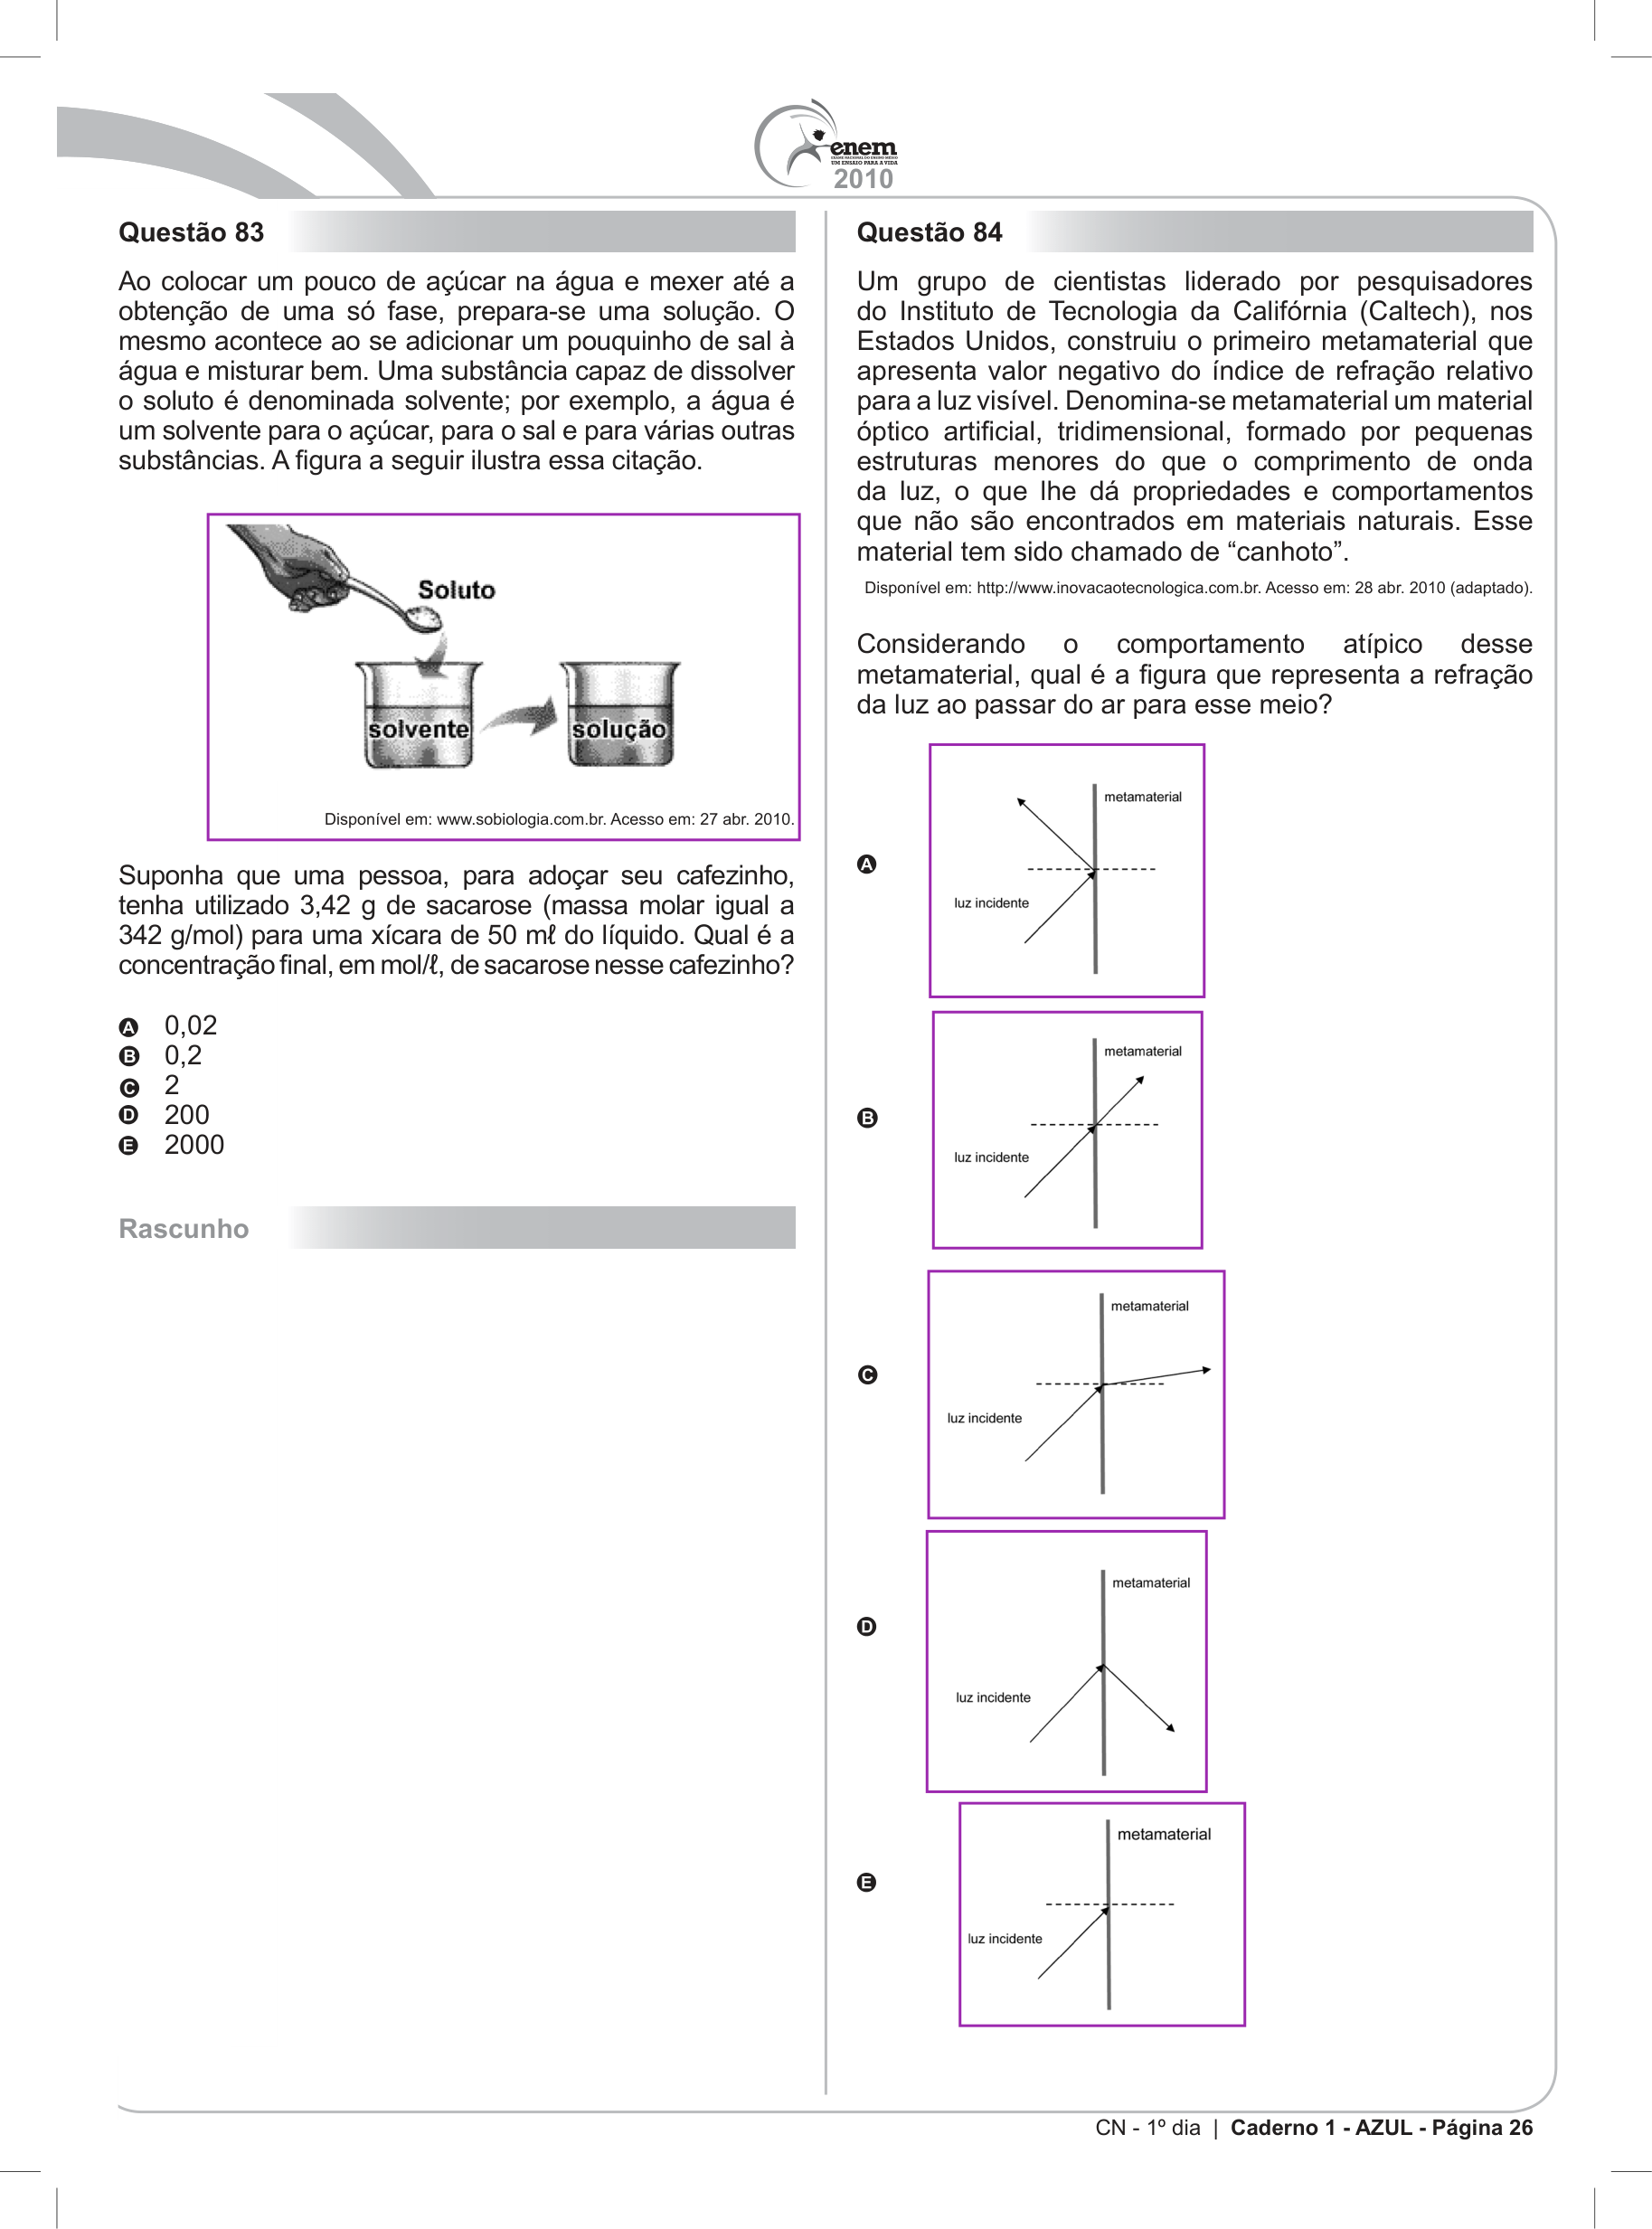 enem
EXAME NACIONAL DO ENSINO MÉDIO
UM ENSAIO PARA A VIDA
2010
Questão 83
Ao colocar um pouco de açúcar na água e mexer até a
obtenção de uma só fase, prepara-se uma solução. O
mesmo acontece ao se adicionar um pouquinho de sal à
água e misturar bem. Uma substância capaz de dissolver
o soluto é denominada solvente; por exemplo, a água é
um solvente para o açúcar, para o sal e para várias outras
substâncias. A figura a seguir ilustra essa citação.
Soluto
solvente
solução
Disponível em: www.sobiologia.com.br. Acesso em: 27 abr. 2010.
Suponha que uma pessoa, para adoçar seu cafezinho,
tenha utilizado 3,42 g de sacarose (massa molar igual a
342 g/mol) para uma xícara de 50 mℓ do líquido. Qual é a
concentração final, em mol/ℓ, de sacarose nesse cafezinho?
A 0,02
B 0,2
C 2
D 200
E 2000
Rascunho
Questão 84
Um grupo de cientistas liderado por pesquisadores
do Instituto de Tecnologia da Califórnia (Caltech), nos
Estados Unidos, construiu o primeiro metamaterial que
apresenta valor negativo do índice de refração relativo
para a luz visível. Denomina-se metamaterial um material
óptico artificial, tridimensional, formado por pequenas
estruturas menores do que o comprimento de onda
da luz, o que lhe dá propriedades e comportamentos
que não são encontrados em materiais naturais. Esse
material tem sido chamado de “canhoto”.
Disponível em: http://www.inovacaotecnologica.com.br. Acesso em: 28 abr. 2010 (adaptado).
Considerando o comportamento atípico desse
metamaterial, qual é a figura que representa a refração
da luz ao passar do ar para esse meio?
metamaterial
A
luz incidente
metamaterial
B
luz incidente
metamaterial
C
luz incidente
metamaterial
D
luz incidente
metamaterial
E
luz incidente
CN - 1º dia | Caderno 1 - AZUL - Página 26